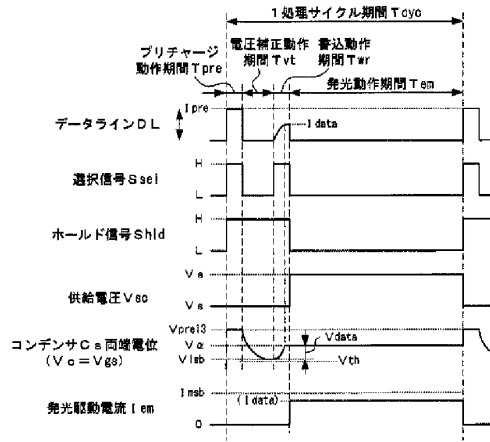 1処理サイクル期間Tcyc
プリチャージ
動作期間Tpre
電圧補正動作
期間Tvt
書込動作
期間Twr
発光動作期間Tem
Ipre
データラインDL
Idata
選択信号Ssel
H
L
ホールド信号Shld
H
L
供給電圧Vsc
Ve
Vs
コンデンサCs両端電位
(Vc=Vgs)
Vpre13
Vα
Vlsb
Vdata
Vth
発光駆動電流Iem
Imsb
(Idata)
0